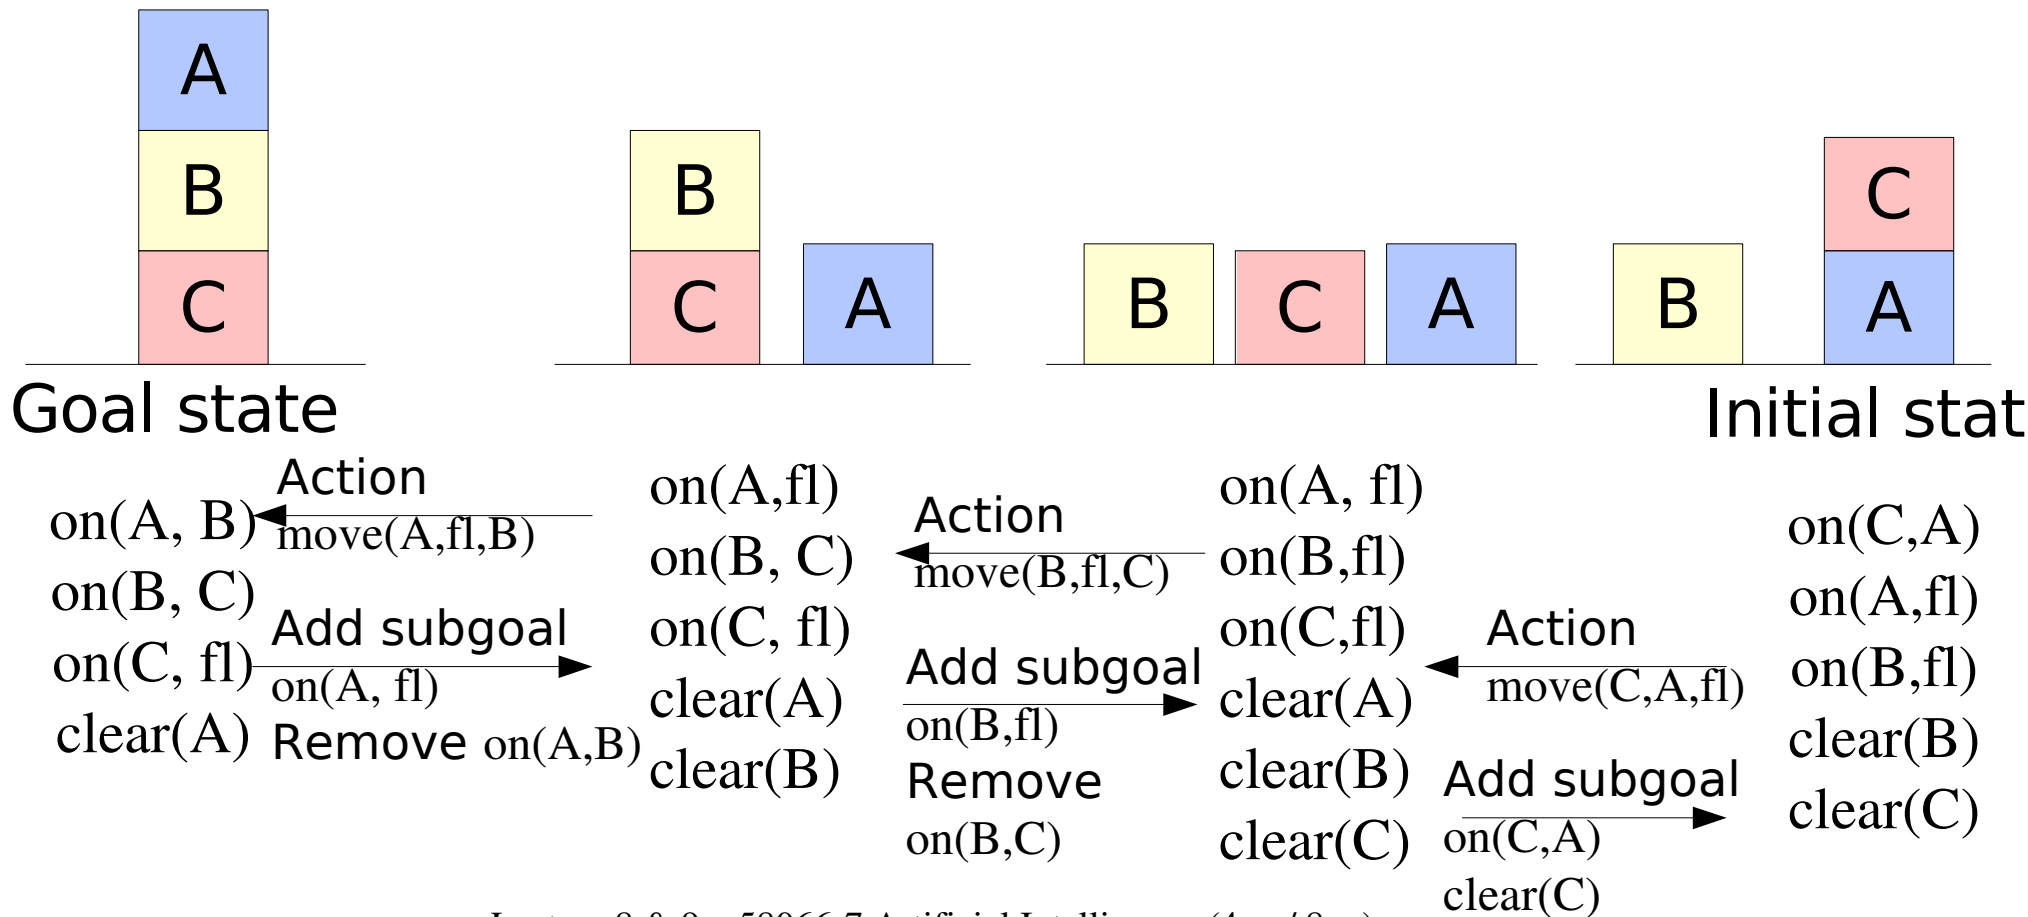 A
B
C
B
C
A
B
C
A
B
C
A
Goal state
Initial stat
on(A, B)
on(B, C)
on(C, fl)
clear(A)
Action
move(A,fl,B)
Add subgoal
on(A, fl)
Remove on(A,B)
on(A,fl)
on(B, C)
on(C, fl)
clear(A)
clear(B)
Action
move(B,fl,C)
Add subgoal
on(B,fl)
Remove
on(B,C)
on(A, fl)
on(B,fl)
on(C,fl)
clear(A)
clear(B)
clear(C)
Action
move(C,A,fl)
Add subgoal
on(C,A)
clear(C)
on(C,A)
on(A,fl)
on(B,fl)
clear(B)
clear(C)
Artificial Intelligence